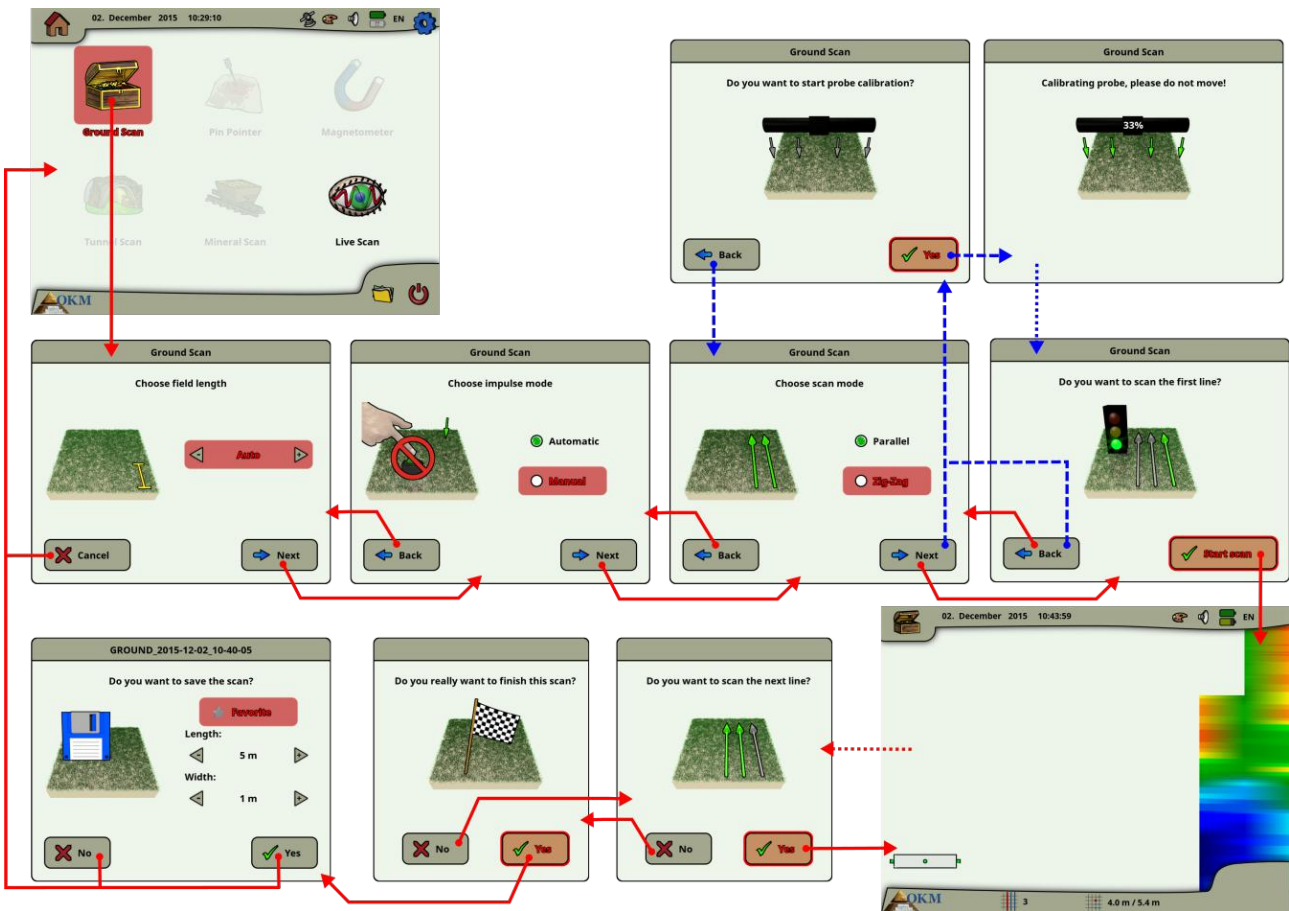 02. December 2015 10:29:10
EN
Ground Scan
Pin Pointer
Magnetometer
Tunnel Scan
Mineral Scan
Live Scan
OKM
Ground Scan
Do you want to start probe calibration?
Back
Yes
Ground Scan
Calibrating probe, please do not move!
33%
Ground Scan
Choose field length
Auto
Cancel
Next
Ground Scan
Choose impulse mode
Automatic
Manual
Back
Next
Ground Scan
Choose scan mode
Parallel
Zig-Zag
Back
Next
Ground Scan
Do you want to scan the first line?
Back
Start scan
GROUND_2015-12-02_10-40-05
Do you want to save the scan?
Favorite
Length:
5 m
Width:
1 m
No
Yes
Do you really want to finish this scan?
No
Yes
Do you want to scan the next line?
No
Yes
02. December 2015 10:43:59
EN
OKM
3
4.0 m / 5.4 m